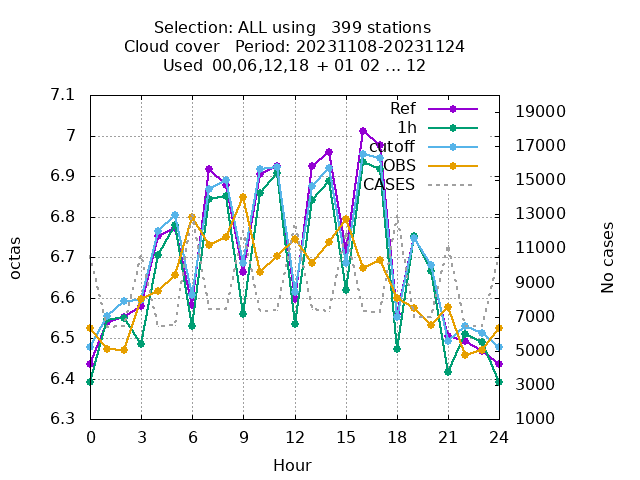 Selection: ALL using   399 stations
Cloud cover   Period: 20231108-20231124
Used  00,06,12,18  + 01 02 ... 12
7.1
7
6.9
6.8
6.7
6.6
6.5
6.4
6.3
octas
Ref
1h
cutoff
OBS
CASES
19000
17000
15000
13000
11000
9000
7000
5000
3000
1000
No cases
0 3 6 9 12 15 18 21 24
Hour